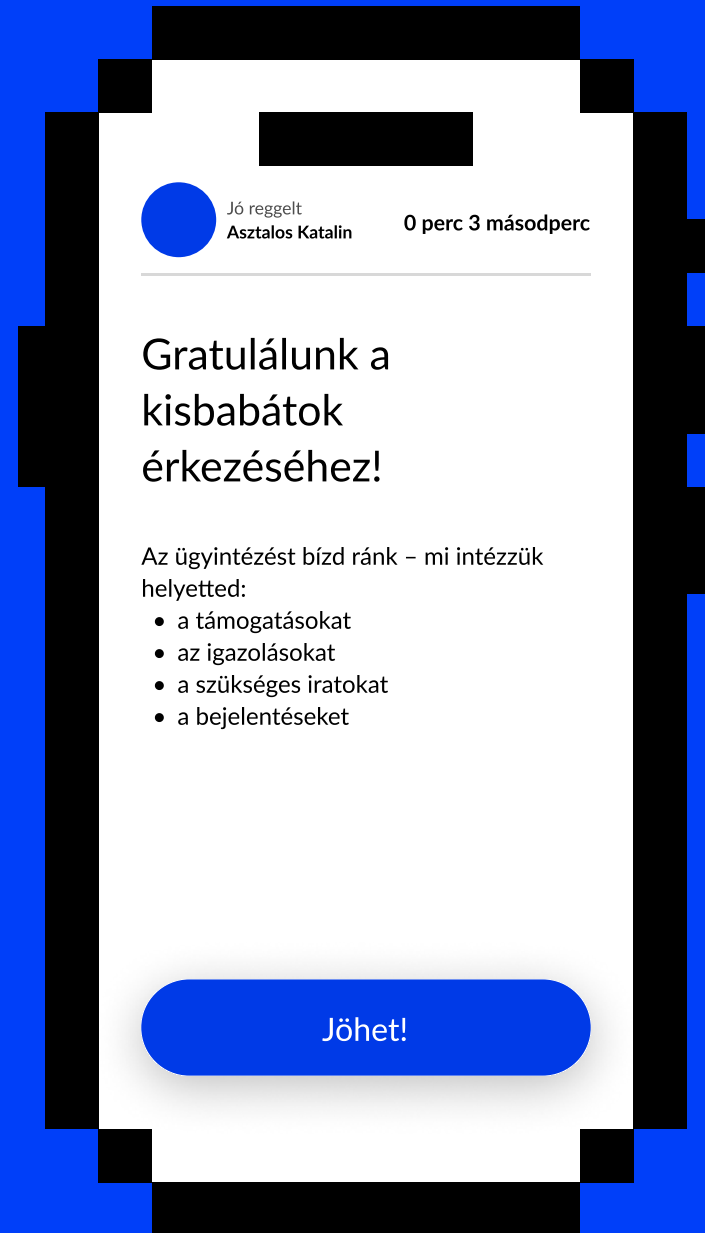 Jó reggelt
Asztalos Katalin
0 perc 3 másodperc
Gratulálunk a
kisbabátok
érkezéséhez!
Az ügyintézést bízd ránk – mi intézzük
helyetted:
• a támogatásokat
• az igazolásokat
• a szükséges iratokat
• a bejelentéseket
Jöhet!